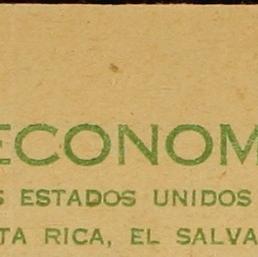 ECONOM
S ESTADOS UNIDOS
TA RICA, EL SALVA